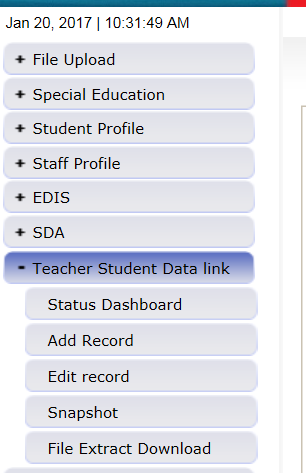 Jan 20, 2017 | 10:31:49 AM
+ File Upload
+ Special Education
+ Student Profile
+ Staff Profile
+ EDIS
+ SDA
- Teacher Student Data link
Status Dashboard
Add Record
Edit record
Snapshot
File Extract Download